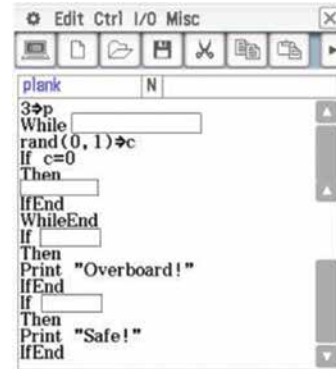 Edit Ctrl I/O Misc
plank N
3⇒p
While
rand(0,1)⇒c
If c=0
Then
IfEnd
WhileEnd
If
Then
Print "Overboard!"
IfEnd
If
Then
Print "Safe!"
IfEnd